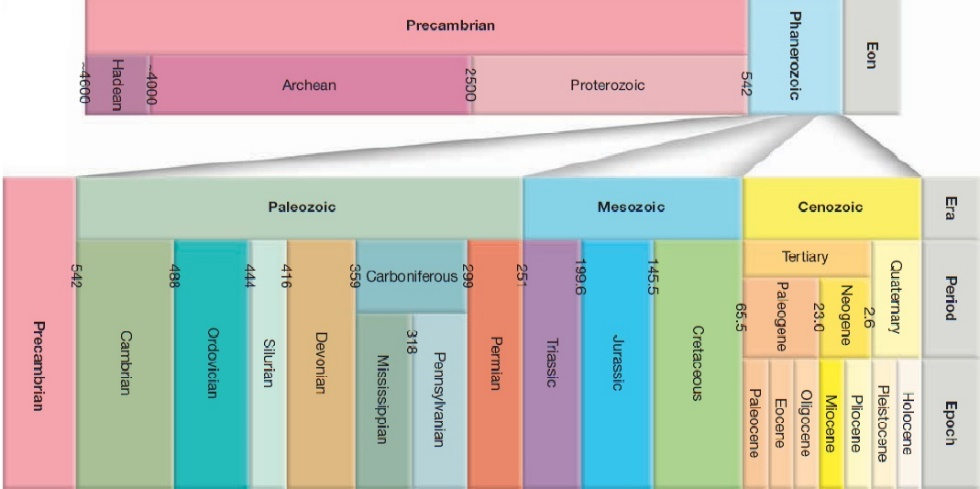 Precambrian
Phanerozoic
Eon
~4600
Hadean
~4000
Archean
2500
Proterozoic
542
Paleozoic
Mesozoic
Cenozoic
Era
Precambrian
542
Cambrian
488
Ordovician
444
Silurian
416
Devonian
359
Carboniferous
Mississippian
318
Pennsylvanian
299
Permian
251
Triassic
199.6
Jurassic
145.5
Cretaceous
65.5
Tertiary
Paleogene
23.0
Neogene
2.6
Quaternary
Period
Paleocene
Eocene
Oligocene
Miocene
Pliocene
Pleistocene
Holocene
Epoch